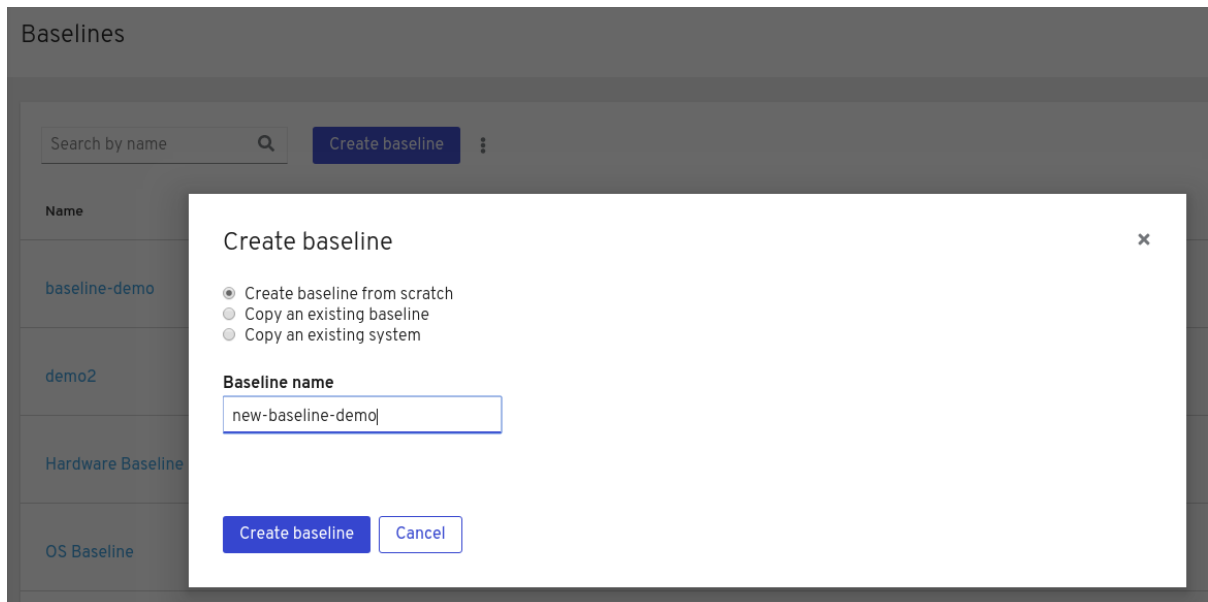 Baselines
Search by name
Create baseline
Name
baseline-demo
demo2
Hardware Baseline
OS Baseline
Create baseline
Create baseline from scratch
Copy an existing baseline
Copy an existing system
Baseline name
new-baseline-demo
Create baseline Cancel